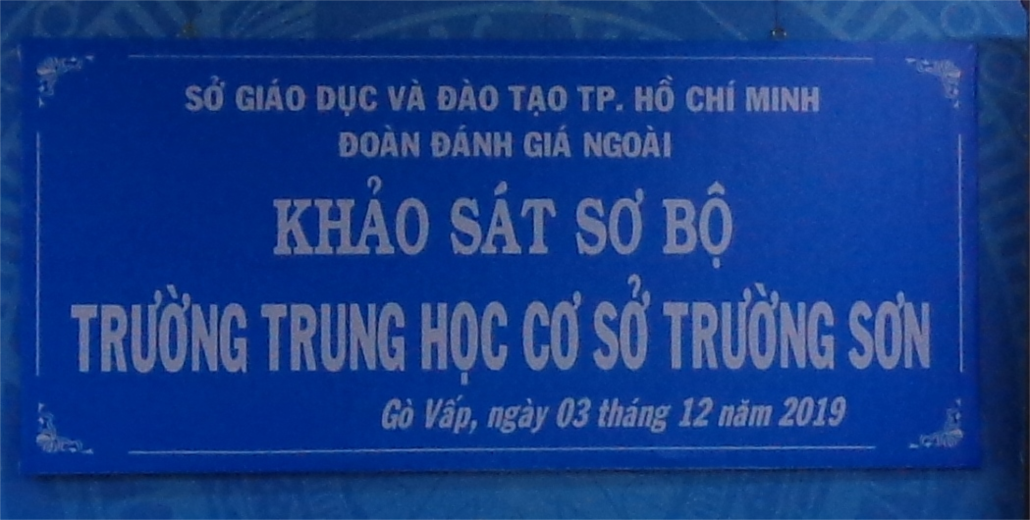 SỞ GIÁO DỤC VÀ ĐÀO TẠO TP. HỒ CHÍ MINH
ĐOÀN ĐÁNH GIÁ NGOÀI
KHẢO SÁT SƠ BỘ
TRƯỜNG TRUNG HỌC CƠ SỞ TRƯỜNG SƠN
Gò Vấp, ngày 03 tháng 12 năm 2019